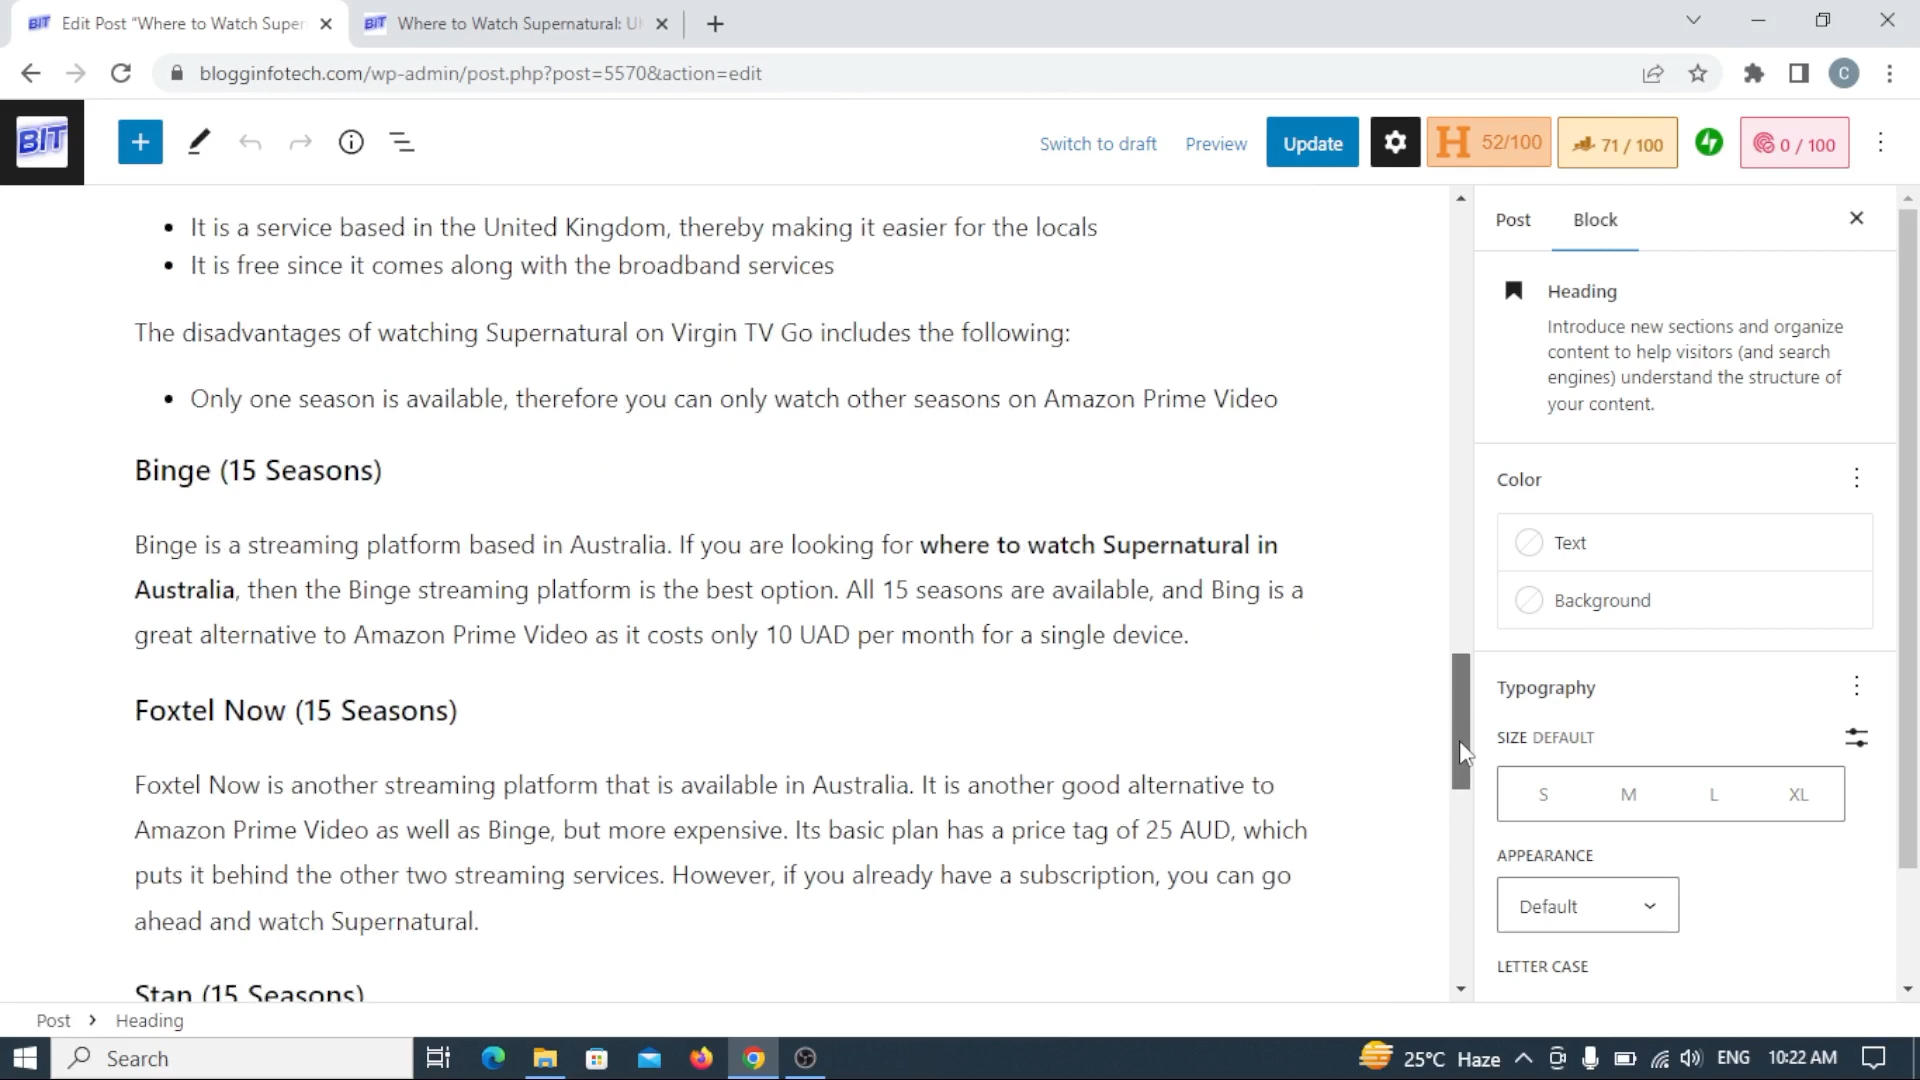 BIT Edit Post “Where to Watch Super
BIT Where to Watch Supernatural: U
blogginfotech.com/wp-admin/post.php?post=5570&action=edit
C
BIT
Switch to draft Preview Update H 52/100 71 / 100 0 / 100
It is a service based in the United Kingdom, thereby making it easier for the locals
It is free since it comes along with the broadband services
The disadvantages of watching Supernatural on Virgin TV Go includes the following:
Only one season is available, therefore you can only watch other seasons on Amazon Prime Video
Binge (15 Seasons)
Binge is a streaming platform based in Australia. If you are looking for where to watch Supernatural in
Australia, then the Binge streaming platform is the best option. All 15 seasons are available, and Bing is a
great alternative to Amazon Prime Video as it costs only 10 UAD per month for a single device.
Foxtel Now (15 Seasons)
Foxtel Now is another streaming platform that is available in Australia. It is another good alternative to
Amazon Prime Video as well as Binge, but more expensive. Its basic plan has a price tag of 25 AUD, which
puts it behind the other two streaming services. However, if you already have a subscription, you can go
ahead and watch Supernatural.
Stan (15 Seasons)
Post Block
Heading
Introduce new sections and organize
content to help visitors (and search
engines) understand the structure of
your content.
Color
Text
Background
Typography
SIZE DEFAULT
S M L XL
APPEARANCE
Default
LETTER CASE
Post Heading
Search
25°C Haze ENG 10:22 AM